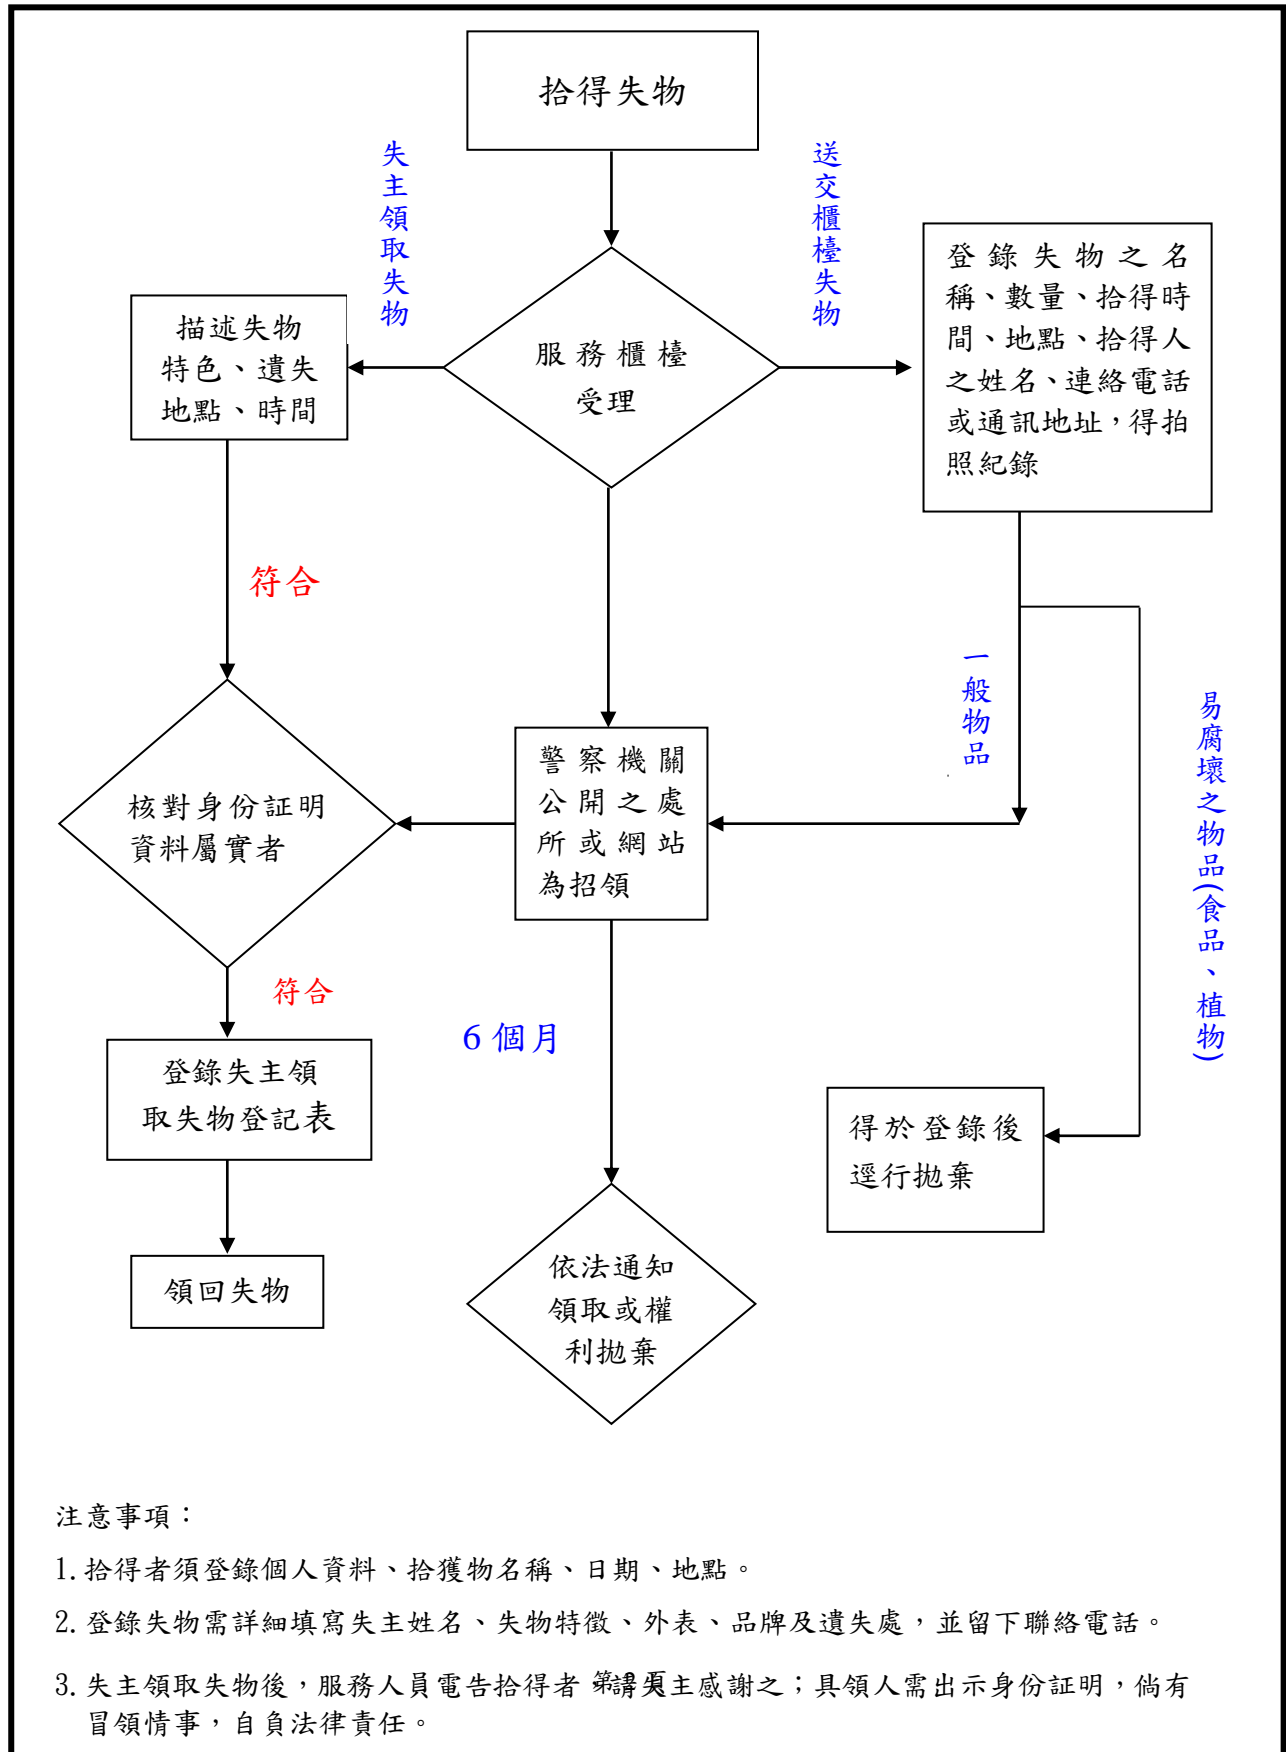 拾得失物
失主領取失物
送交櫃檯失物
服務櫃檯
受理
描述失物
特色、遺失
地點、時間
登錄失物之名
稱、數量、拾得時
間、地點、拾得人
之姓名、連絡電話
或通訊地址，得拍
照紀錄
符合
一般物品
易腐壞之物品(食品、植物)
警察機關
公開之處
所或網站
為招領
核對身份証明
資料屬實者
符合
6 個月
登錄失主領
取失物登記表
得於登錄後
逕行拋棄
領回失物
依法通知
領取或權
利拋棄
注意事項：
1.拾得者須登錄個人資料、拾獲物名稱、日期、地點。
2.登錄失物需詳細填寫失主姓名、失物特徵、外表、品牌及遺失處，並留下聯絡電話。
3.失主領取失物後，服務人員電告拾得者，請失主感謝之；具領人需出示身份証明，倘有
冒領情事，自負法律責任。